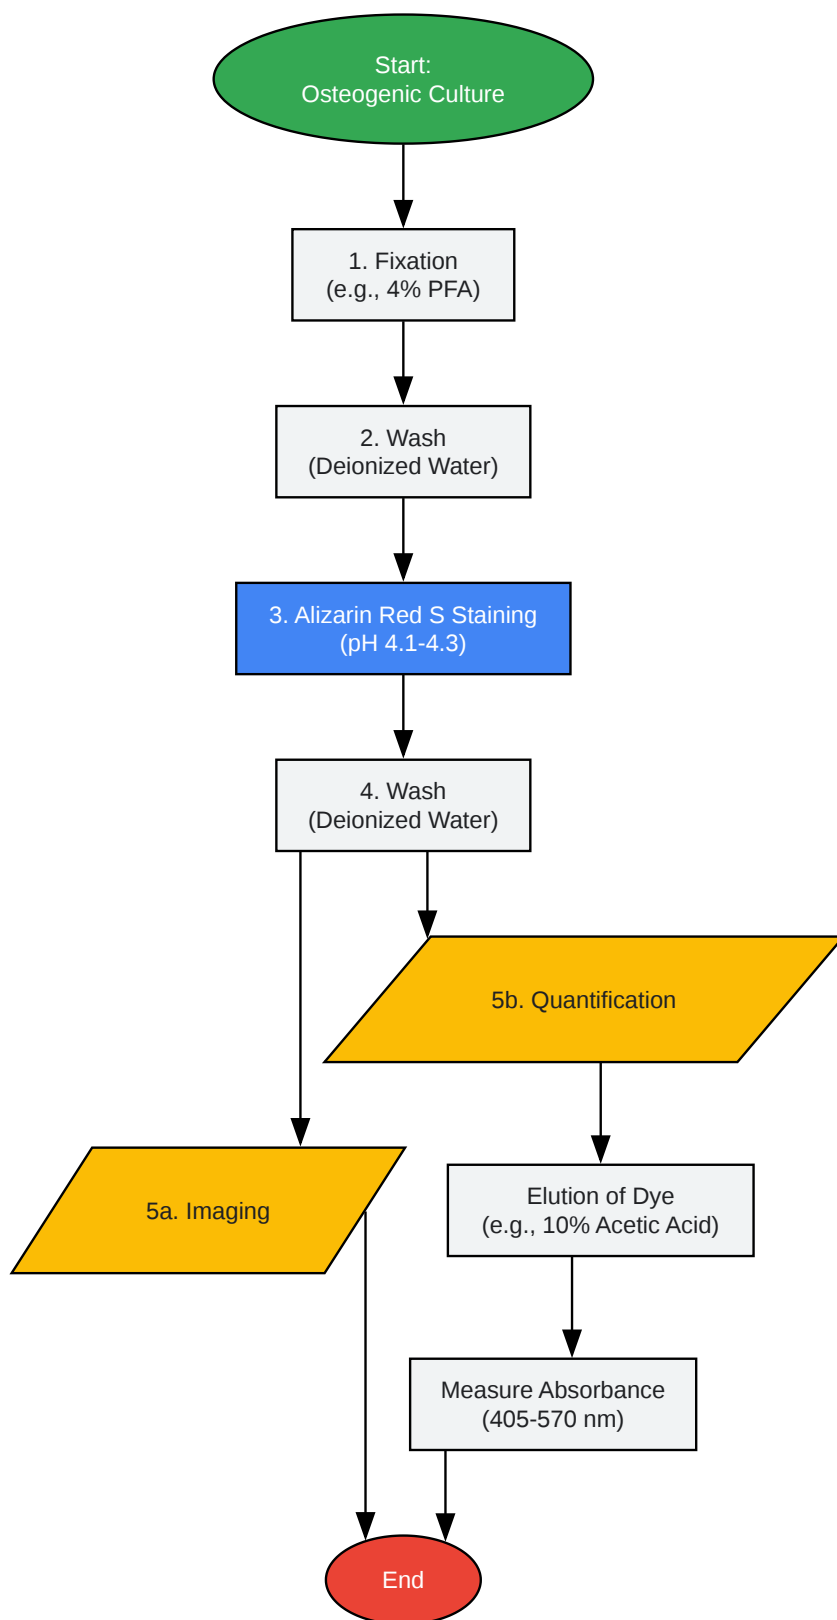 Start:
Osteogenic Culture
1. Fixation
(e.g., 4% PFA)
2. Wash
(Deionized Water)
3. Alizarin Red S Staining
(pH 4.1-4.3)
4. Wash
(Deionized Water)
5b. Quantification
5a. Imaging
Elution of Dye
(e.g., 10% Acetic Acid)
Measure Absorbance
(405-570 nm)
End